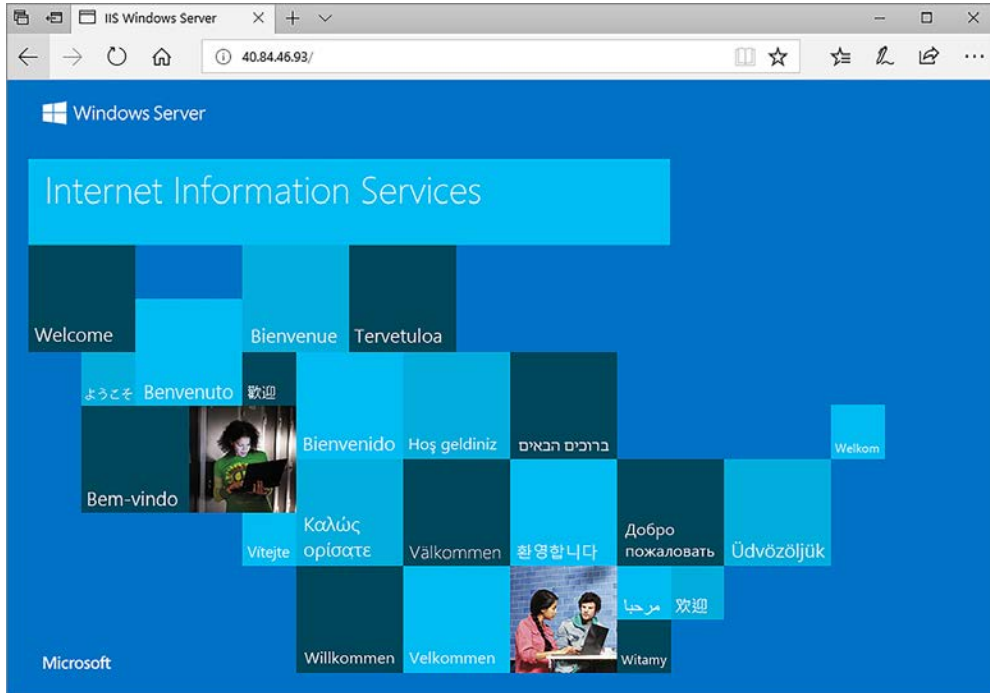 IIS Windows Server
40.84.46.93/
Windows Server
Internet Information Services
Welcome
Bienvenue
Tervetuloa
ようこそ
Benvenuto
歡迎
Bienvenido
Hoş geldiniz
ברוכים הבאים
Welkom
Bem-vindo
Vítejte
Καλώς
ορίσατε
Välkommen
환영합니다
Добро
пожаловать
Üdvözöljük
Willkommen
Velkommen
مرحبا
欢迎
Witamy
Microsoft